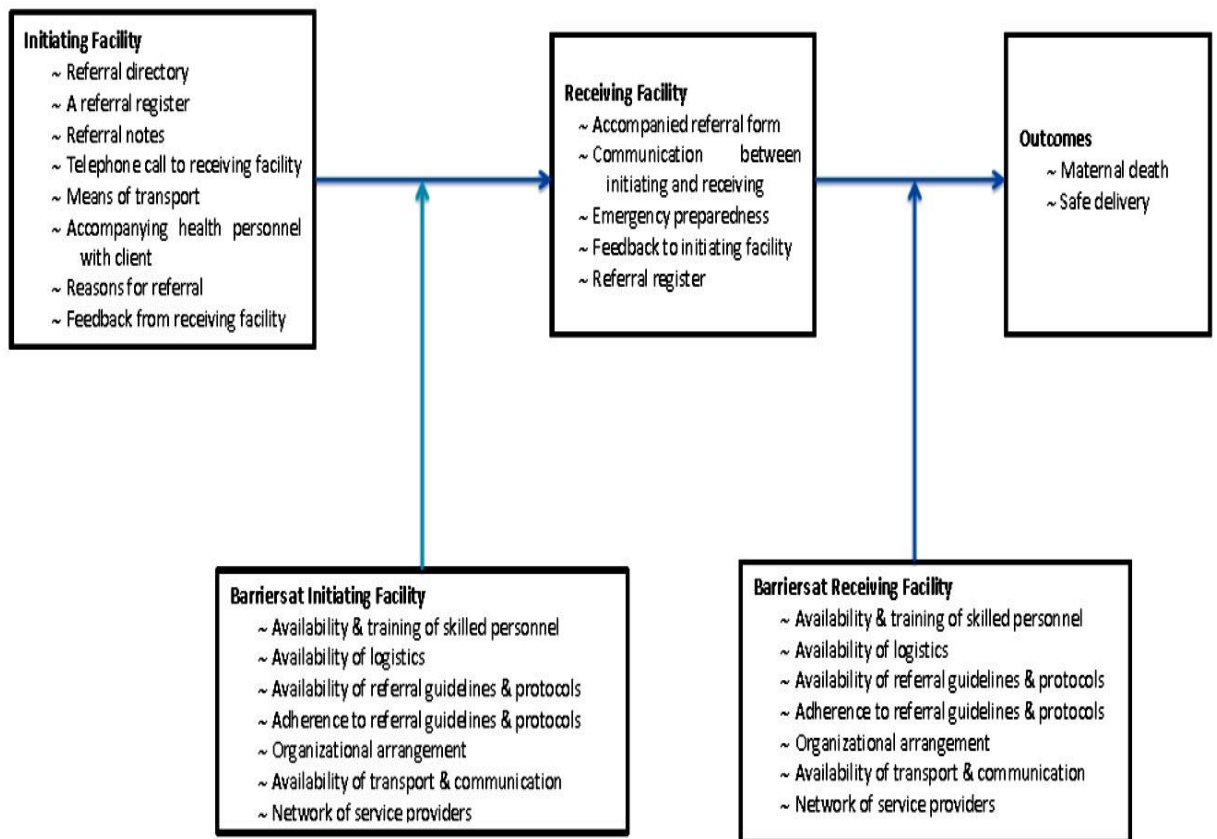 Initiating Facility
~ Referral directory
~ A referral register
~ Referral notes
~ Telephone call to receiving facility
~ Means of transport
~ Accompanying health personnel
with client
~ Reasons for referral
~ Feedback from receiving facility
Receiving Facility
~ Accompanied referral form
~ Communication between
initiating and receiving
~ Emergency preparedness
~ Feedback to initiating facility
~ Referral register
Outcomes
~ Maternal death
~ Safe delivery
Barriers at Initiating Facility
~ Availability & training of skilled personnel
~ Availability of logistics
~ Availability of referral guidelines & protocols
~ Adherence to referral guidelines & protocols
~ Organizational arrangement
~ Availability of transport & communication
~ Network of service providers
Barriers at Receiving Facility
~ Availability & training of skilled personnel
~ Availability of logistics
~ Availability of referral guidelines & protocols
~ Adherence to referral guidelines & protocols
~ Organizational arrangement
~ Availability of transport & communication
~ Network of service providers